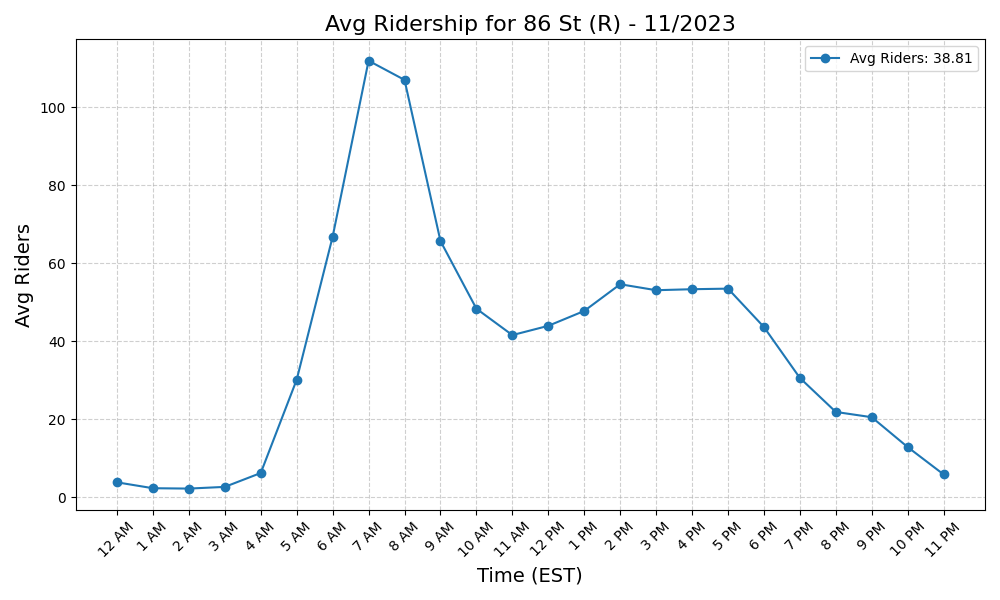 Avg Ridership for 86 St (R) - 11/2023
Avg Riders: 38.81
Avg Riders
100
80
60
40
20
0
12 AM
1 AM
2 AM
3 AM
4 AM
5 AM
6 AM
7 AM
8 AM
9 AM
10 AM
11 AM
12 PM
1 PM
2 PM
3 PM
4 PM
5 PM
6 PM
7 PM
8 PM
9 PM
10 PM
11 PM
Time (EST)